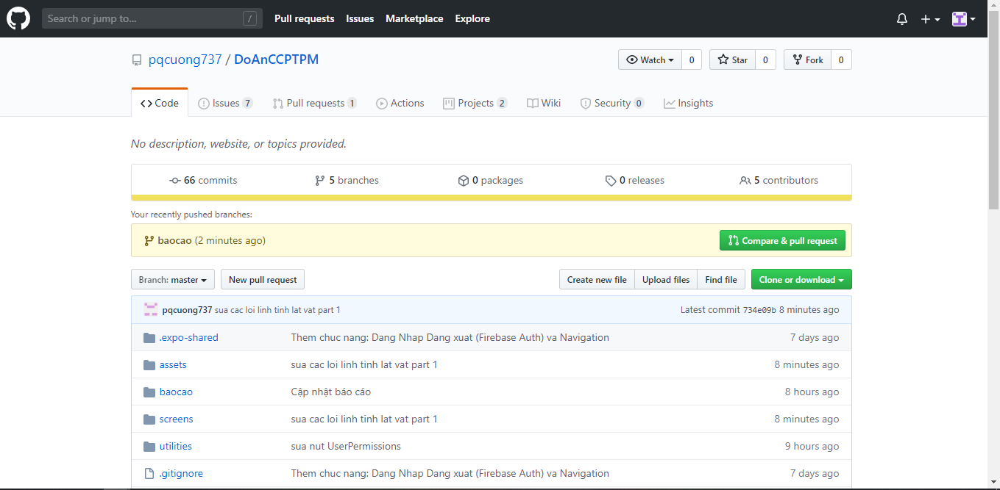 Search or jump to... / Pull requests Issues Marketplace Explore
pqcuong737 / DoAnCCPTPM Watch 0 Star 0 Fork 0
Code Issues 7 Pull requests 1 Actions Projects 2 Wiki Security 0 Insights
No description, website, or topics provided.
66 commits 5 branches 0 packages 0 releases 5 contributors
Your recently pushed branches:
baocao (2 minutes ago) Compare & pull request
Branch: master New pull request Create new file Upload files Find file Clone or download
pqcuong737 sua cac loi linh tinh lat vat part 1 Latest commit 734e09b 8 minutes ago
.expo-shared Them chuc nang: Dang Nhap Dang xuat (Firebase Auth) va Navigation 7 days ago
assets sua cac loi linh tinh lat vat part 1 8 minutes ago
baocao Cập nhật báo cáo 8 hours ago
screens sua cac loi linh tinh lat vat part 1 8 minutes ago
utilities sua nut UserPermissions 9 hours ago
.gitignore Them chuc nang: Dang Nhap Dang xuat (Firebase Auth) va Navigation 7 days ago